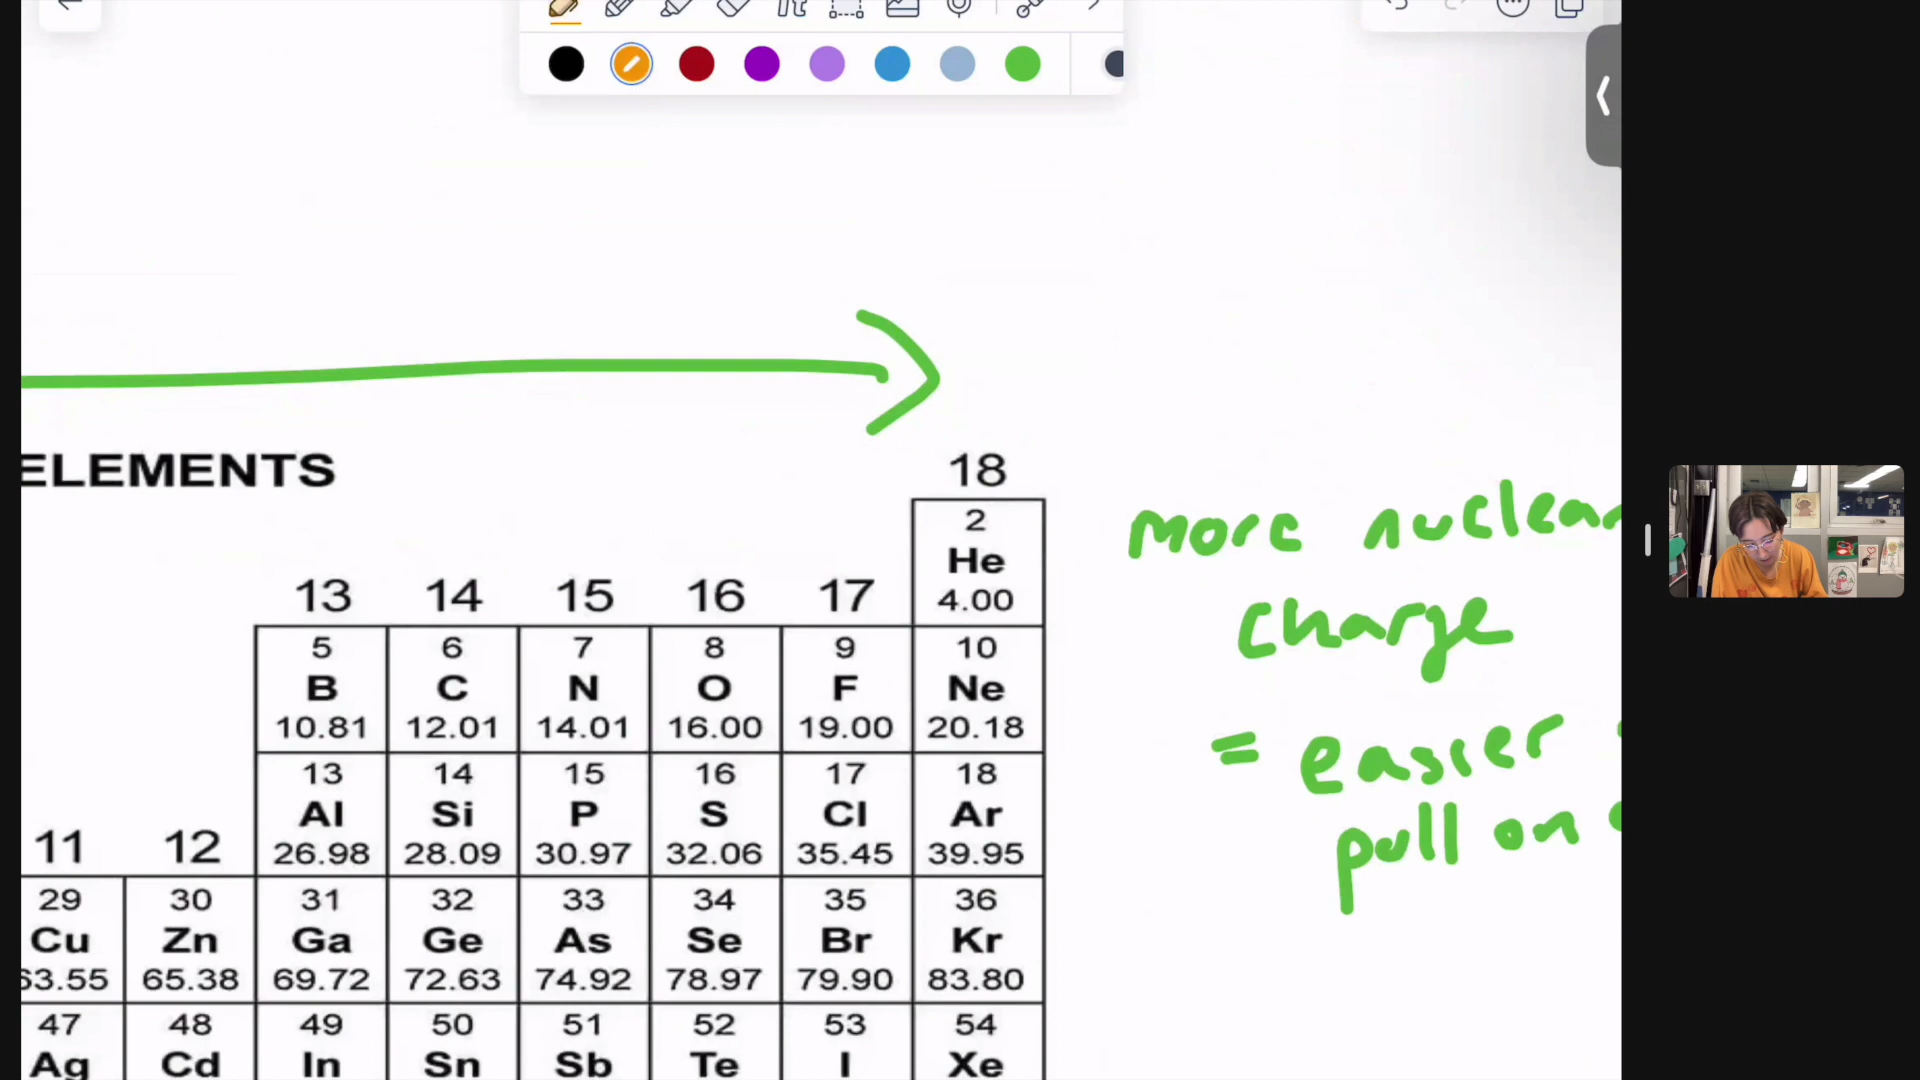 ELEMENTS
18
2
He
4.00
13 14 15 16 17
5 6 7 8 9 10
B C N O F Ne
10.81 12.01 14.01 16.00 19.00 20.18
13 14 15 16 17 18
Al Si P S Cl Ar
26.98 28.09 30.97 32.06 35.45 39.95
11 12
29 30 31 32 33 34 35 36
Cu Zn Ga Ge As Se Br Kr
63.55 65.38 69.72 72.63 74.92 78.97 79.90 83.80
47 48 49 50 51 52 53 54
Ag Cd In Sn Sb Te I Xe
more nuclear
charge
= easier
pull on